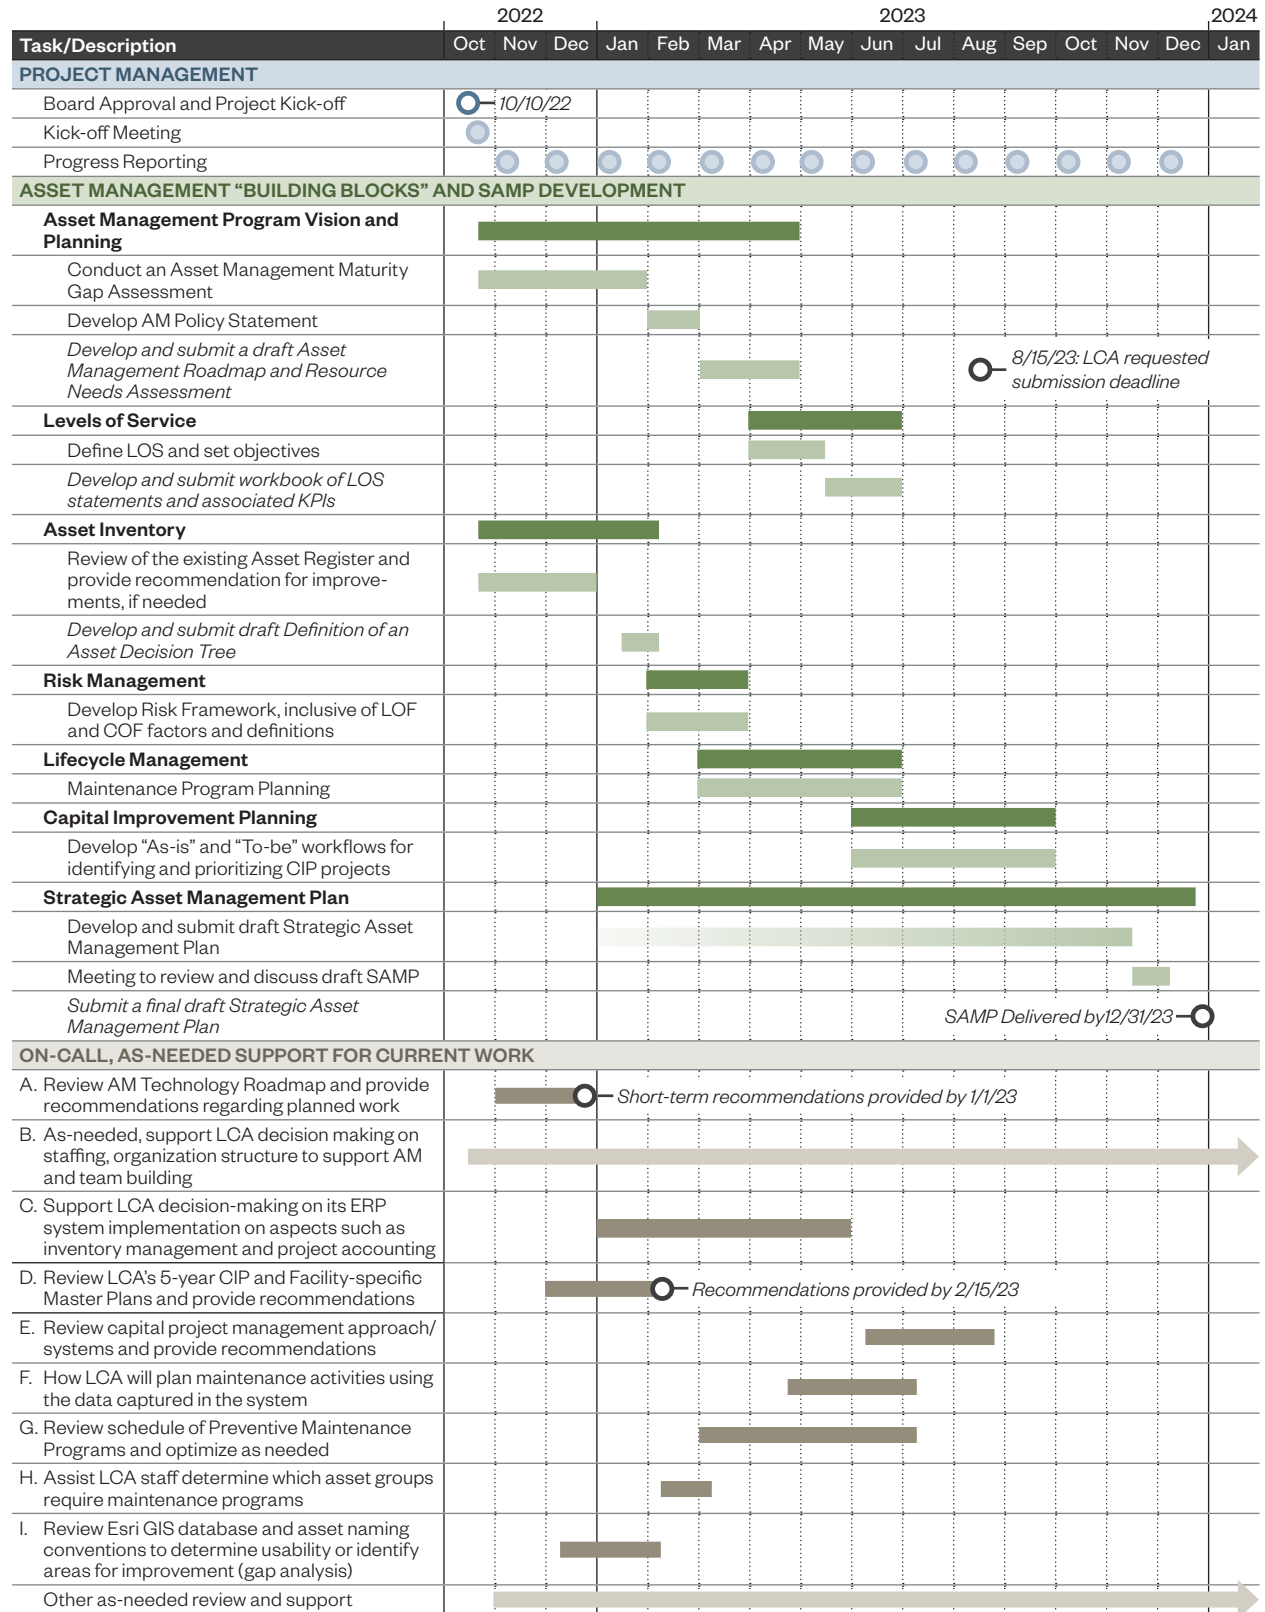 2022 2023 2024
Task/Description Oct Nov Dec Jan Feb Mar Apr May Jun Jul Aug Sep Oct Nov Dec Jan
PROJECT MANAGEMENT
Board Approval and Project Kick-off 10/10/22
Kick-off Meeting
Progress Reporting
ASSET MANAGEMENT “BUILDING BLOCKS” AND SAMP DEVELOPMENT
Asset Management Program Vision and
Planning
Conduct an Asset Management Maturity
Gap Assessment
Develop AM Policy Statement
Develop and submit a draft Asset
Management Roadmap and Resource
Needs Assessment
8/15/23: LCA requested
submission deadline
Levels of Service
Define LOS and set objectives
Develop and submit workbook of LOS
statements and associated KPIs
Asset Inventory
Review of the existing Asset Register and
provide recommendation for improve-
ments, if needed
Develop and submit draft Definition of an
Asset Decision Tree
Risk Management
Develop Risk Framework, inclusive of LOF
and COF factors and definitions
Lifecycle Management
Maintenance Program Planning
Capital Improvement Planning
Develop “As-is” and “To-be” workflows for
identifying and prioritizing CIP projects
Strategic Asset Management Plan
Develop and submit draft Strategic Asset
Management Plan
Meeting to review and discuss draft SAMP
Submit a final draft Strategic Asset
Management Plan
SAMP Delivered by12/31/23
ON-CALL, AS-NEEDED SUPPORT FOR CURRENT WORK
A. Review AM Technology Roadmap and provide
recommendations regarding planned work
Short-term recommendations provided by 1/1/23
B. As-needed, support LCA decision making on
staffing, organization structure to support AM
and team building
C. Support LCA decision-making on its ERP
system implementation on aspects such as
inventory management and project accounting
D. Review LCA’s 5-year CIP and Facility-specific
Master Plans and provide recommendations
Recommendations provided by 2/15/23
E. Review capital project management approach/
systems and provide recommendations
F. How LCA will plan maintenance activities using
the data captured in the system
G. Review schedule of Preventive Maintenance
Programs and optimize as needed
H. Assist LCA staff determine which asset groups
require maintenance programs
I. Review Esri GIS database and asset naming
conventions to determine usability or identify
areas for improvement (gap analysis)
Other as-needed review and support